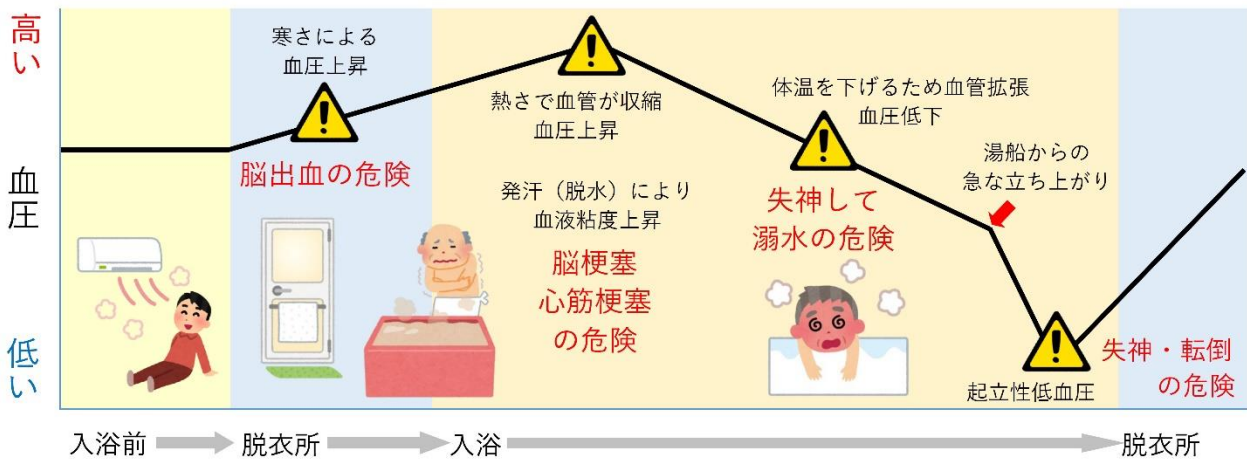 高い
血圧
低い
寒さによる
血圧上昇
脳出血の危険
熱さで血管が収縮
血圧上昇
発汗（脱水）により
血液粘度上昇
脳梗塞
心筋梗塞
の危険
体温を下げるため血管拡張
血圧低下
失神して
溺水の危険
湯船からの
急な立ち上がり
起立性低血圧
失神・転倒
の危険
入浴前
脱衣所
入浴
脱衣所